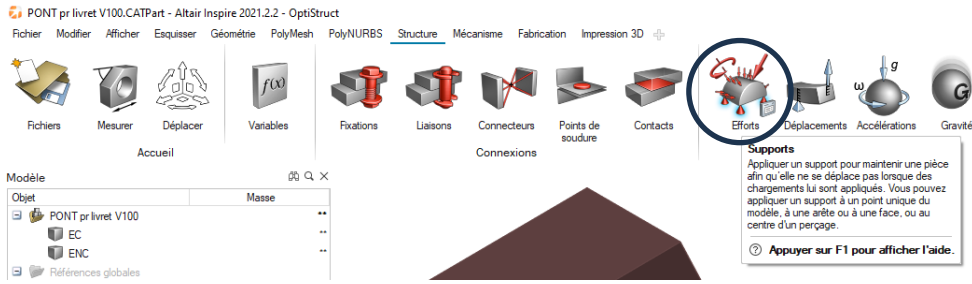 PONT pr livret V100.CATPart - Altair Inspire 2021.2.2 - OptiStruct
Fichier Modifier Afficher Esquisser Géométrie PolyMesh PolyNURBS Structure Mécanisme Fabrication Impression 3D
f(x)
ω g
G
Fichiers Mesurer Déplacer Variables Fixations Liaisons Connecteurs Points de soudure Contacts Efforts Déplacements Accélérations Gravité
Accueil Connexions
Supports
Appliquer un support pour maintenir une pièce
afin qu'elle ne se déplace pas lorsque des
chargements lui sont appliqués. Vous pouvez
appliquer un support à un point unique du
modèle, à une arête ou à une face, ou au
centre d'un perçage.
Appuyer sur F1 pour afficher l'aide.
Modèle
Objet Masse
PONT pr livret V100 **
EC **
ENC **
Références globales